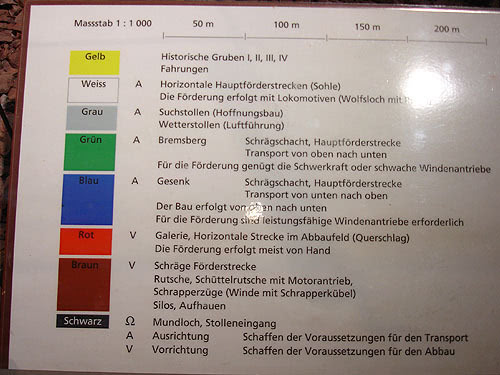 Massstab 1 : 1 000 50 m 100 m 150 m 200 m
Gelb Historische Gruben I, II, III, IV
Fahrungen
Weiss A Horizontale Hauptförderstrecken (Sohle)
Die Förderung erfolgt mit Lokomotiven (Wolfsloch mit
Grau A Suchstollen (Hoffnungsbau)
Wetterstollen (Luftführung)
Grün A Bremsberg Schrägschacht, Hauptförderstrecke
Transport von oben nach unten
Für die Förderung genügt die Schwerkraft oder schwache Windenantriebe
Blau A Gesenk Schrägschacht, Hauptförderstrecke
Transport von unten nach oben
Der Bau erfolgt von oben nach unten
Für die Förderung sind leistungsfähige Windenantriebe erforderlich
Rot V Galerie, Horizontale Strecke im Abbaufeld (Querschlag)
Die Förderung erfolgt meist von Hand
Braun V Schräge Förderstrecke
Rutsche, Schüttelrutsche mit Motorantrieb,
Schrapperzüge (Winde mit Schrapperkübel)
Silos, Aufhauen
Schwarz Ω Mundloch, Stolleneingang
A Ausrichtung Schaffen der Voraussetzungen für den Transport
V Vorrichtung Schaffen der Voraussetzungen für den Abbau